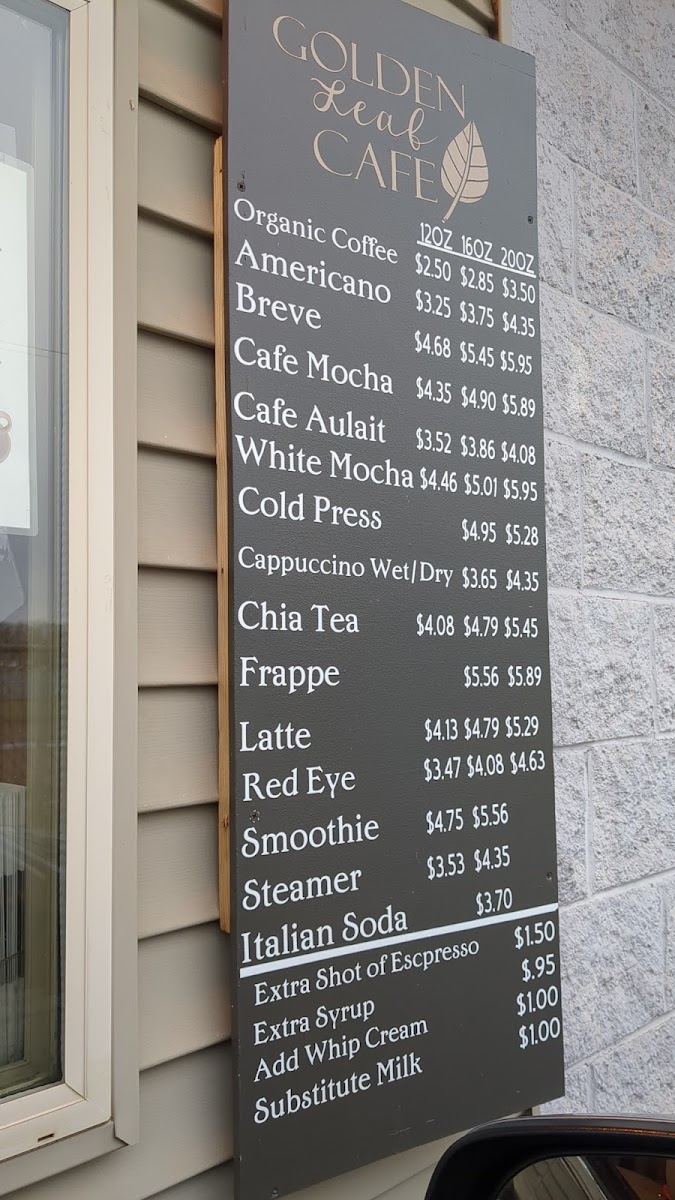 GOLDEN
Leaf
CAFE
12OZ 16OZ 20OZ
Organic Coffee $2.50 $2.85 $3.50
Americano $3.25 $3.75 $4.35
Breve $4.68 $5.45 $5.95
Cafe Mocha $4.35 $4.90 $5.89
Cafe Aulait $3.52 $3.86 $4.08
White Mocha $4.46 $5.01 $5.95
Cold Press $4.95 $5.28
Cappuccino Wet/Dry $3.65 $4.35
Chia Tea $4.08 $4.79 $5.45
Frappe $5.56 $5.89
Latte $4.13 $4.79 $5.29
Red Eye $3.47 $4.08 $4.63
Smoothie $4.75 $5.56
Steamer $3.53 $4.35
Italian Soda $3.70
Extra Shot of Escpresso $1.50
Extra Syrup $.95
Add Whip Cream $1.00
Substitute Milk $1.00